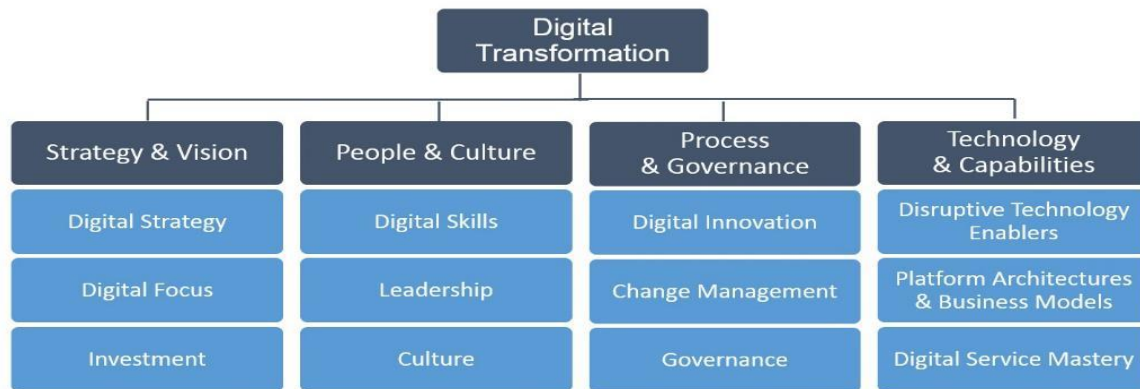 Digital
Transformation
Strategy & Vision
People & Culture
Process
& Governance
Technology
& Capabilities
Digital Strategy
Digital Skills
Digital Innovation
Disruptive Technology
Enablers
Digital Focus
Leadership
Change Management
Platform Architectures
& Business Models
Investment
Culture
Governance
Digital Service Mastery